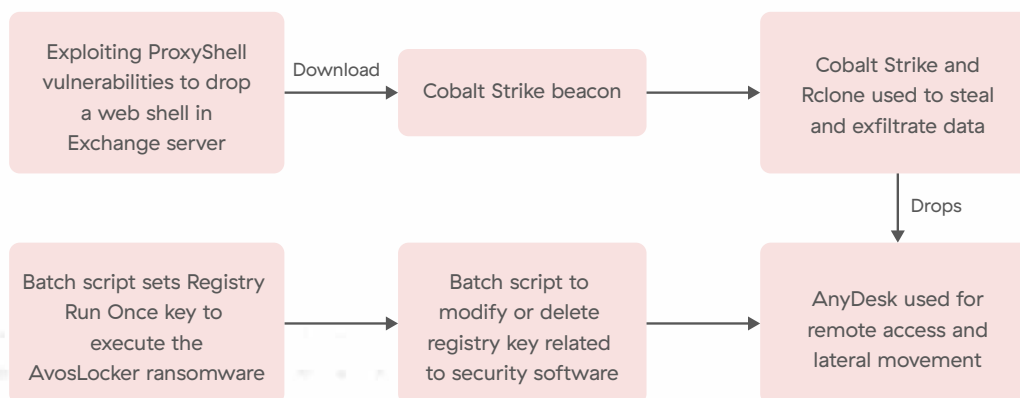 Exploiting ProxyShell
vulnerabilities to drop
a web shell in
Exchange server
Download
Cobalt Strike beacon
Cobalt Strike and
Rclone used to steal
and exfiltrate data
Drops
Batch script sets Registry
Run Once key to
execute the
AvosLocker ransomware
Batch script to
modify or delete
registry key related
to security software
AnyDesk used for
remote access and
lateral movement